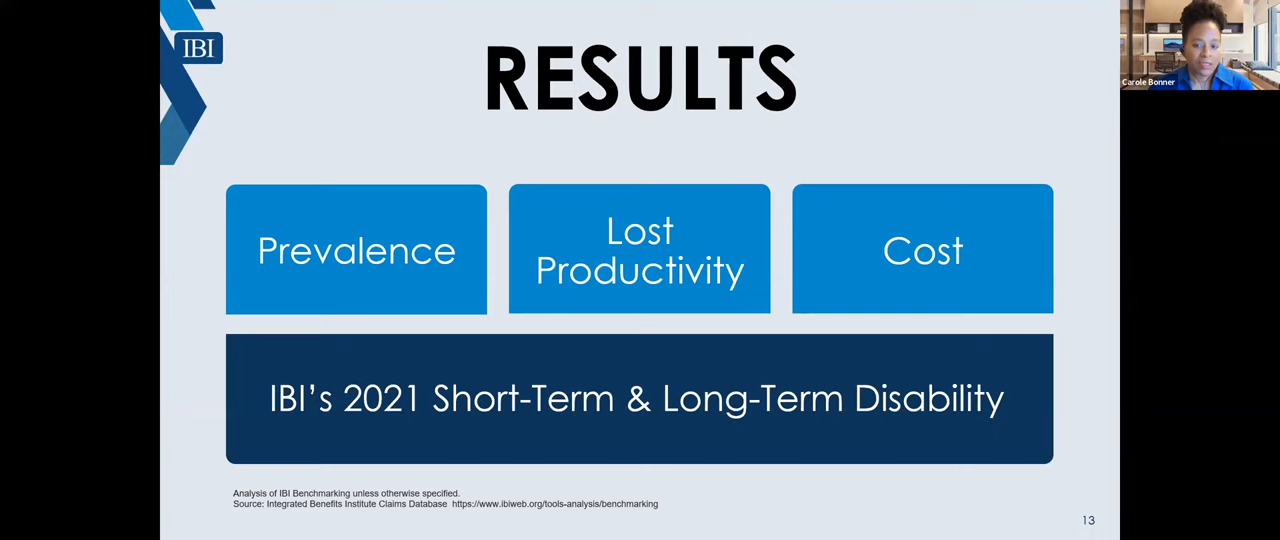 IBI
RESULTS
Carole Bonner
Prevalence
Lost
Productivity
Cost
IBI’s 2021 Short-Term & Long-Term Disability
Analysis of IBI Benchmarking unless otherwise specified.
Source: Integrated Benefits Institute Claims Database https://www.ibiweb.org/tools-analysis/benchmarking
13